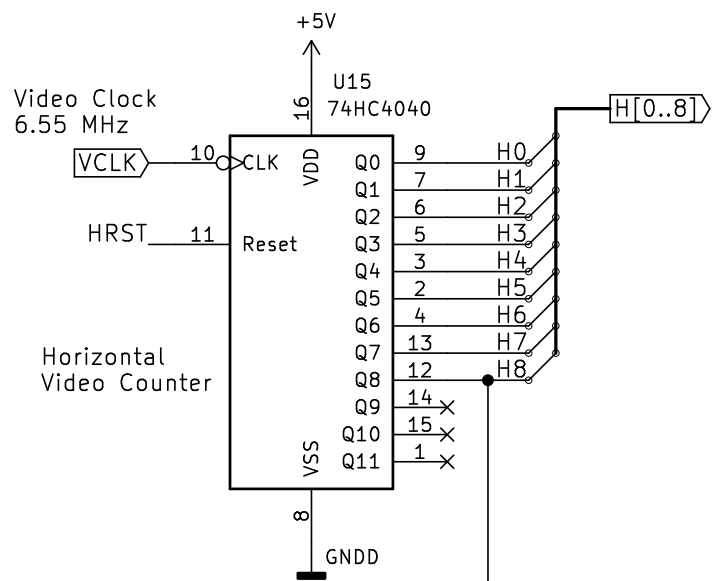 +5V
U15
74HC4040
Video Clock
6.55 MHz
H[0..8]
16
VCLK
10
CLK
VDD
Q0
9
H0
Q1
7
H1
Q2
6
H2
HRST
11
Reset
Q3
5
H3
Q4
3
H4
Q5
2
H5
Q6
4
H6
Horizontal
Video Counter
Q7
13
H7
Q8
12
H8
Q9
14
Q10
15
VSS
Q11
1
8
GNDD